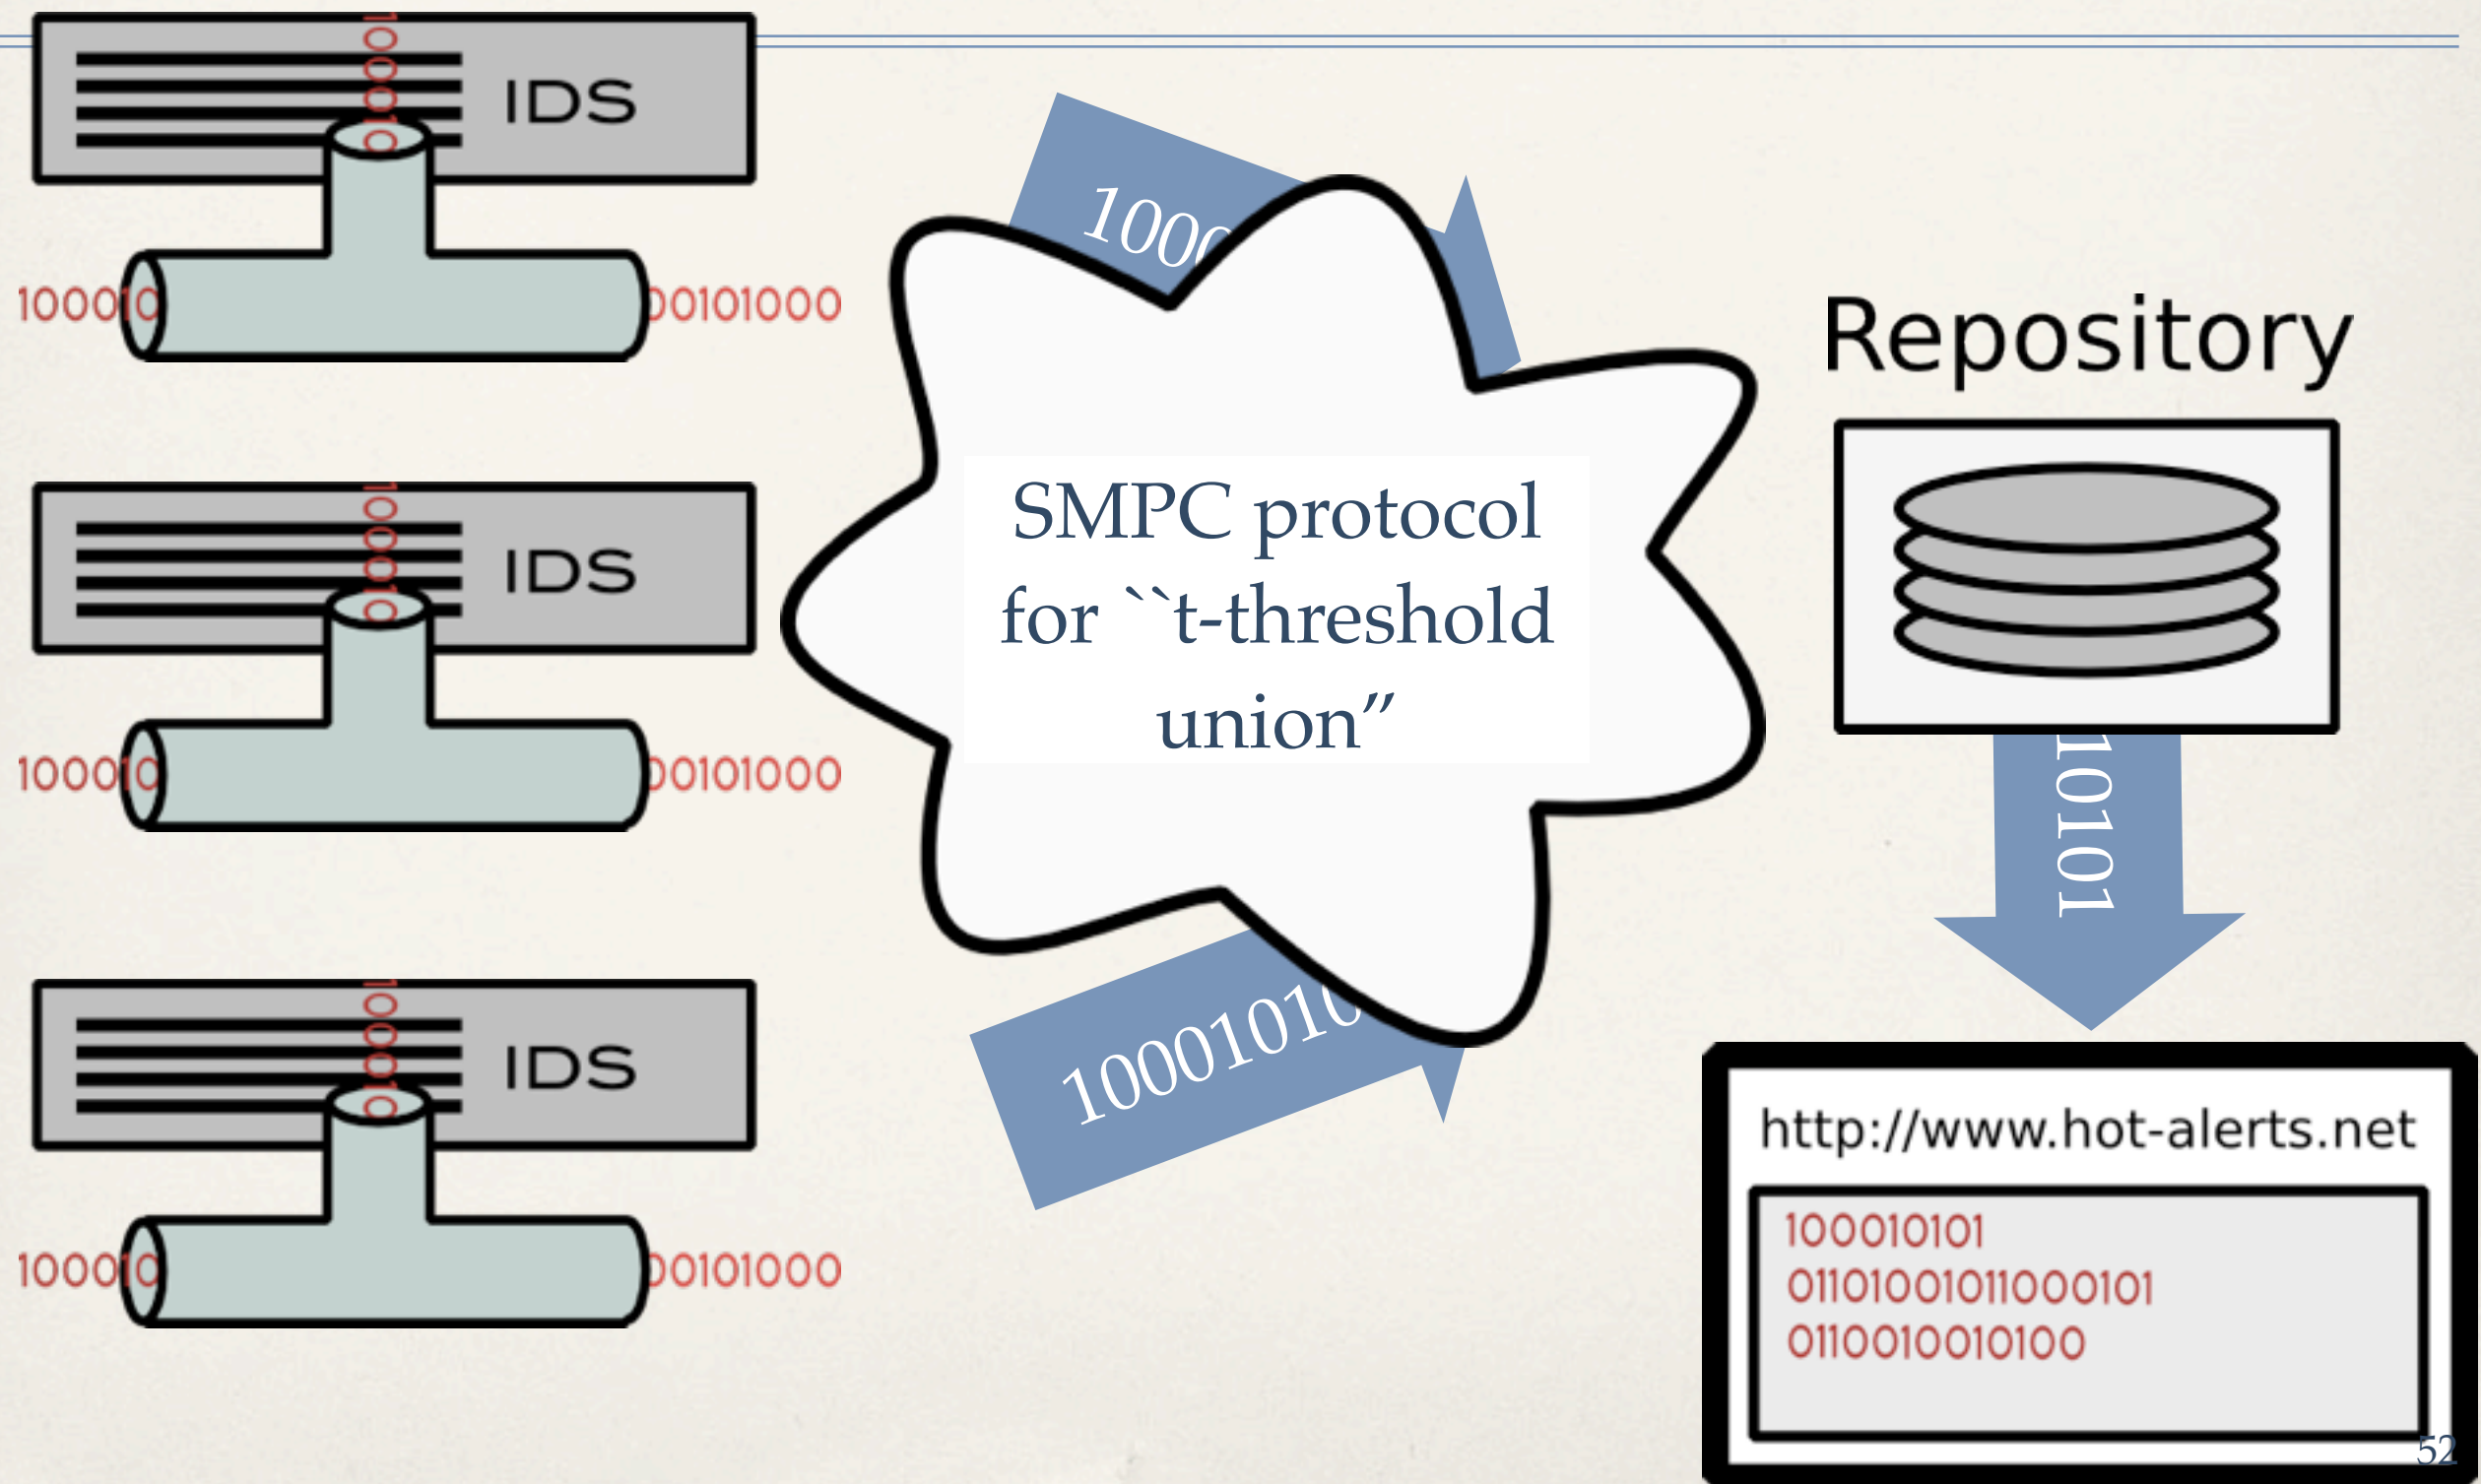 IDS
100010
00101000
IDS
100010
00101000
IDS
100010
00101000
1000
SMPC protocol
for ``t-threshold
union”
10001010
Repository
10101
http://www.hot-alerts.net
100010101
01101001011000101
0110010010100
52